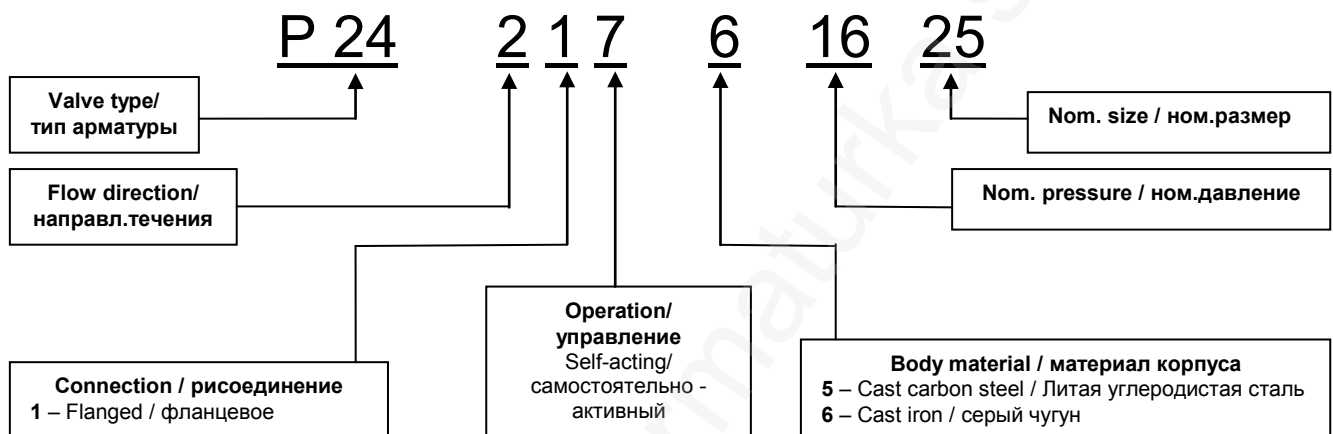 P 24 2 1 7 6 16 25
Valve type/
тип арматуры
Nom. size / ном.размер
Flow direction/
направл.течения
Nom. pressure / ном.давление
Operation/
управление
Self-acting/
самостоятельно -
активный
Connection / рисоединение
1 – Flanged / фланцевое
Body material / материал корпуса
5 – Cast carbon steel / Литая углеродистая сталь
6 – Cast iron / серый чугун